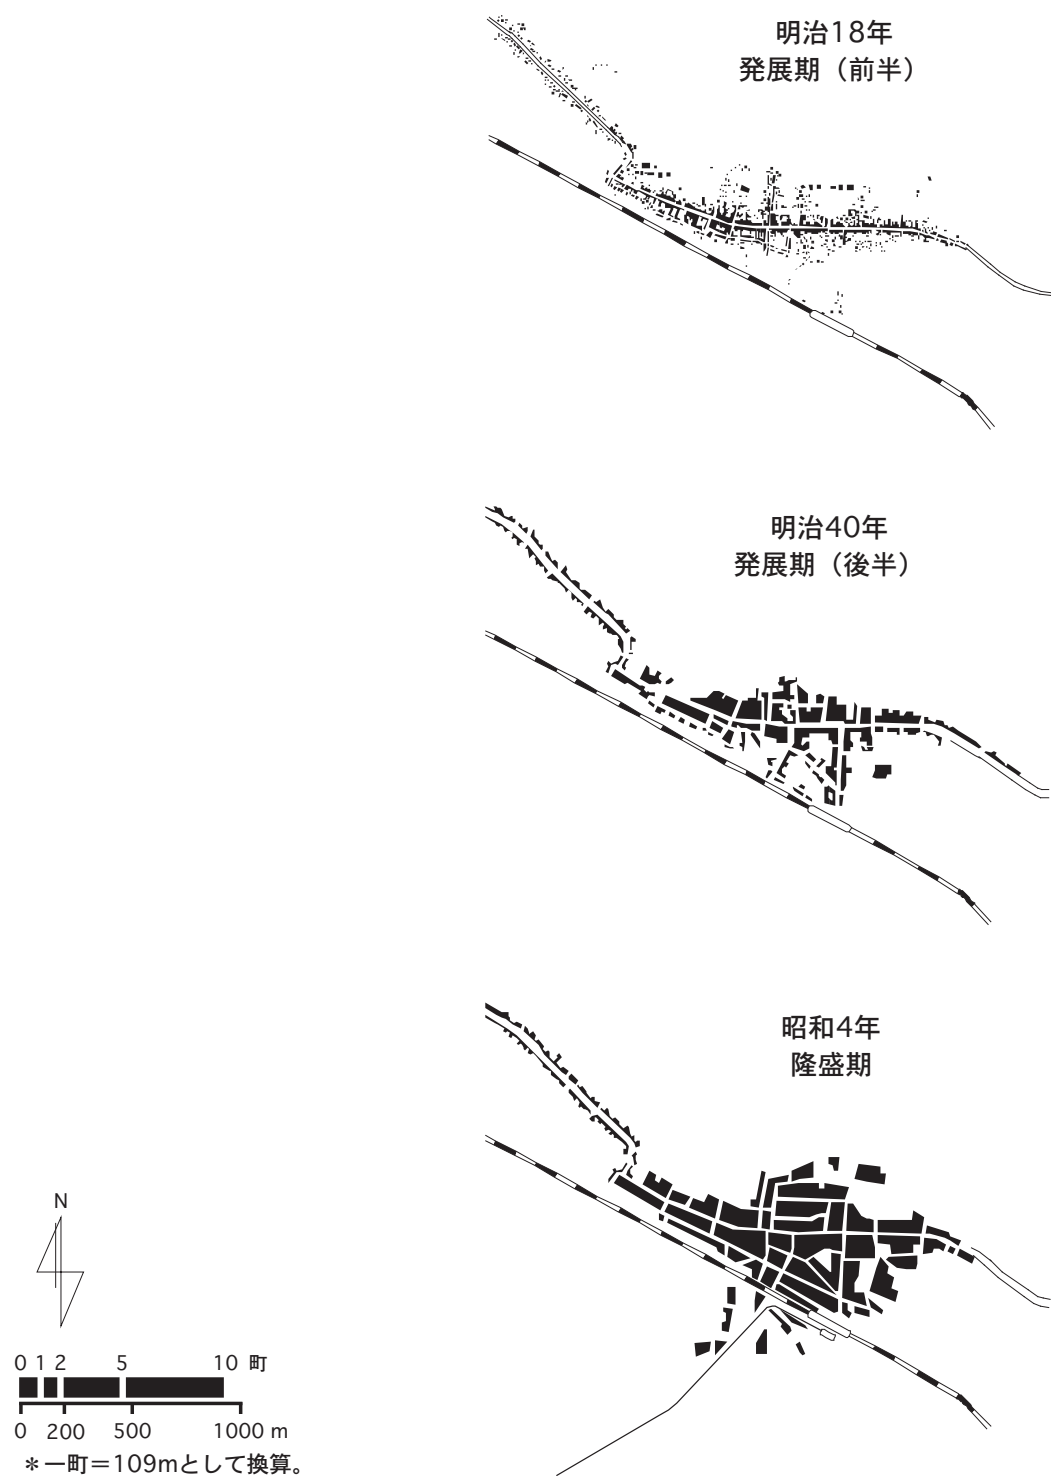 明治18年
発展期（前半）
明治40年
発展期（後半）
昭和4年
隆盛期
N
0 1 2 5 10 町
0 200 500 1000 m
＊一町＝109mとして換算。